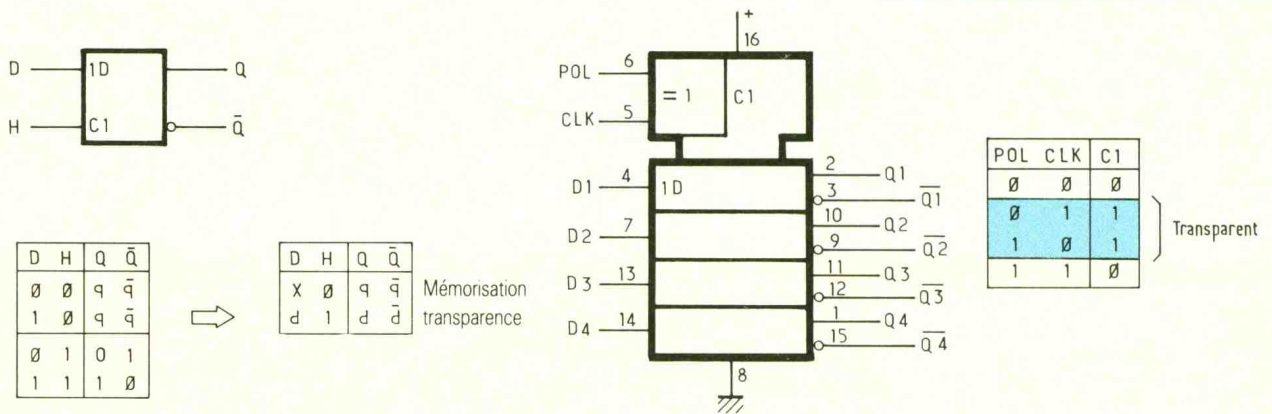 D 1D Q
H C1 Q̄
D H Q Q̄
Ø Ø q q̄
1 Ø q q̄
Ø 1 0 1
1 1 1 Ø
D H Q Q̄
X Ø q q̄ Mémorisation
d 1 d d̄ transparence
+
16
POL 6
= 1 C1
CLK 5
D1 4 1D 2 Q1
3 Q̄1̄
D2 7 10 Q2
9 Q̄2̄
D3 13 11 Q3
12 Q̄3̄
D4 14 1 Q4
15 Q̄4̄
8
POL CLK C1
Ø Ø Ø
Ø 1 1
1 Ø 1
1 1 Ø
Transparent